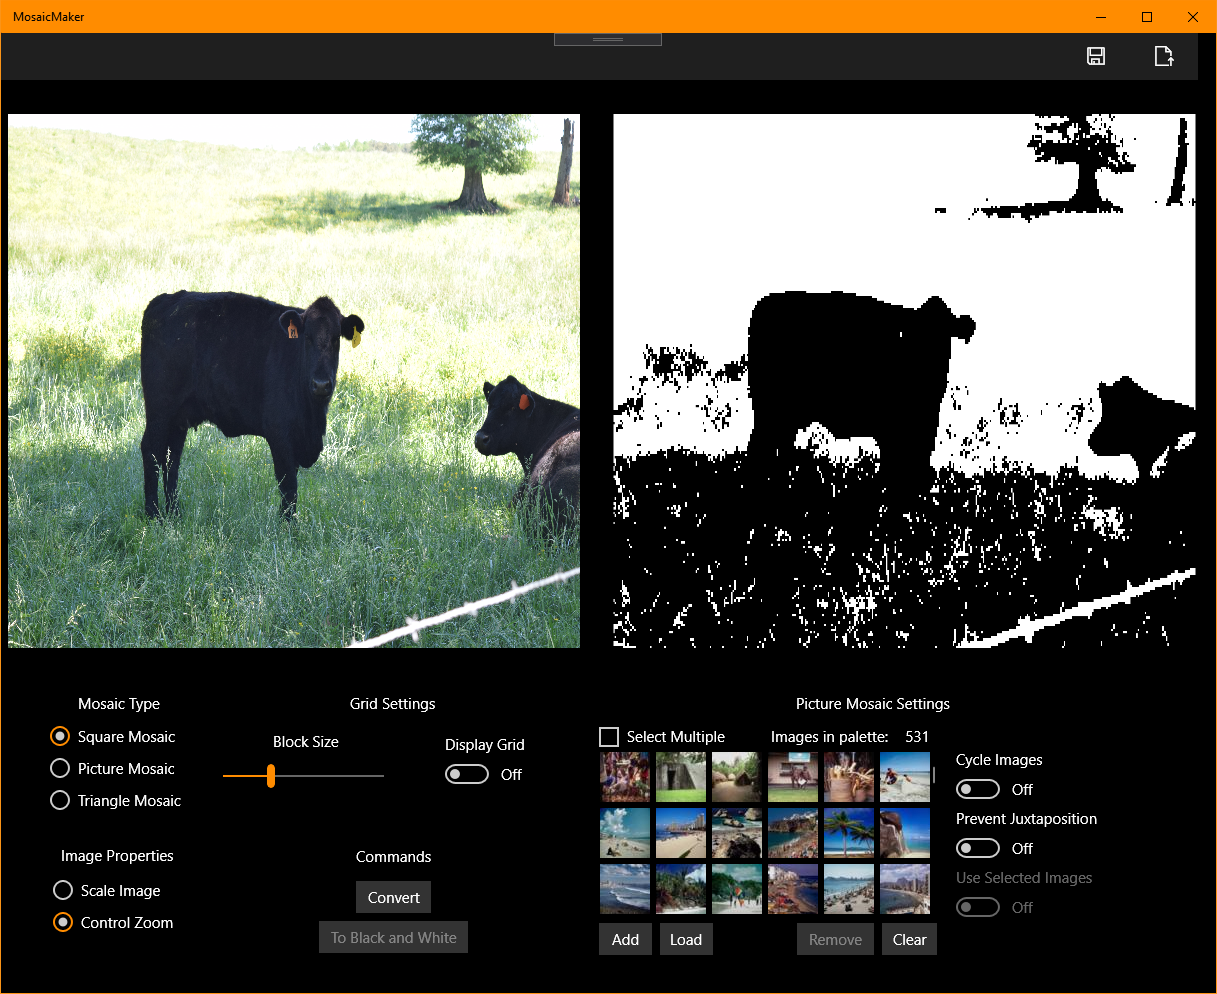 MosaicMaker
Mosaic Type
Square Mosaic
Picture Mosaic
Triangle Mosaic
Image Properties
Scale Image
Control Zoom
Grid Settings
Block Size
Display Grid
Off
Commands
Convert
To Black and White
Picture Mosaic Settings
Select Multiple
Images in palette: 531
Add
Load
Remove
Clear
Cycle Images
Off
Prevent Juxtaposition
Off
Use Selected Images
Off